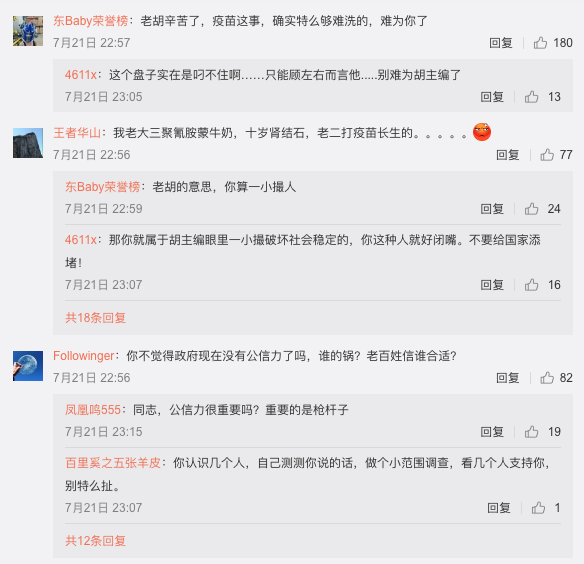 东Baby荣誉榜：老胡辛苦了，疫苗这事，确实特么够难洗的，难为你了
7月21日 22:57
回复 180
4611x：这个盘子实在是叼不住啊……只能顾左右而言他.....别难为胡主编了
7月21日 23:05
回复 13
王者华山：我老大三聚氰胺蒙牛奶，十岁肾结石，老二打疫苗长生的。。。。。
7月21日 22:56
回复 77
东Baby荣誉榜：老胡的意思，你算一小撮人
7月21日 22:59
回复 24
4611x：那你就属于胡主编眼里一小撮破坏社会稳定的，你这种人就好闭嘴。不要给国家添
堵！
7月21日 23:07
回复 16
共18条回复
Followinger：你不觉得政府现在没有公信力了吗，谁的锅？老百姓信谁合适？
7月21日 22:56
回复 82
凤凰鸣555：同志，公信力很重要吗？重要的是枪杆子
7月21日 23:15
回复 19
百里奚之五张羊皮：你认识几个人，自己测测你说的话，做个小范围调查，看几个人支持你，
别特么扯。
7月21日 23:07
回复 1
共12条回复